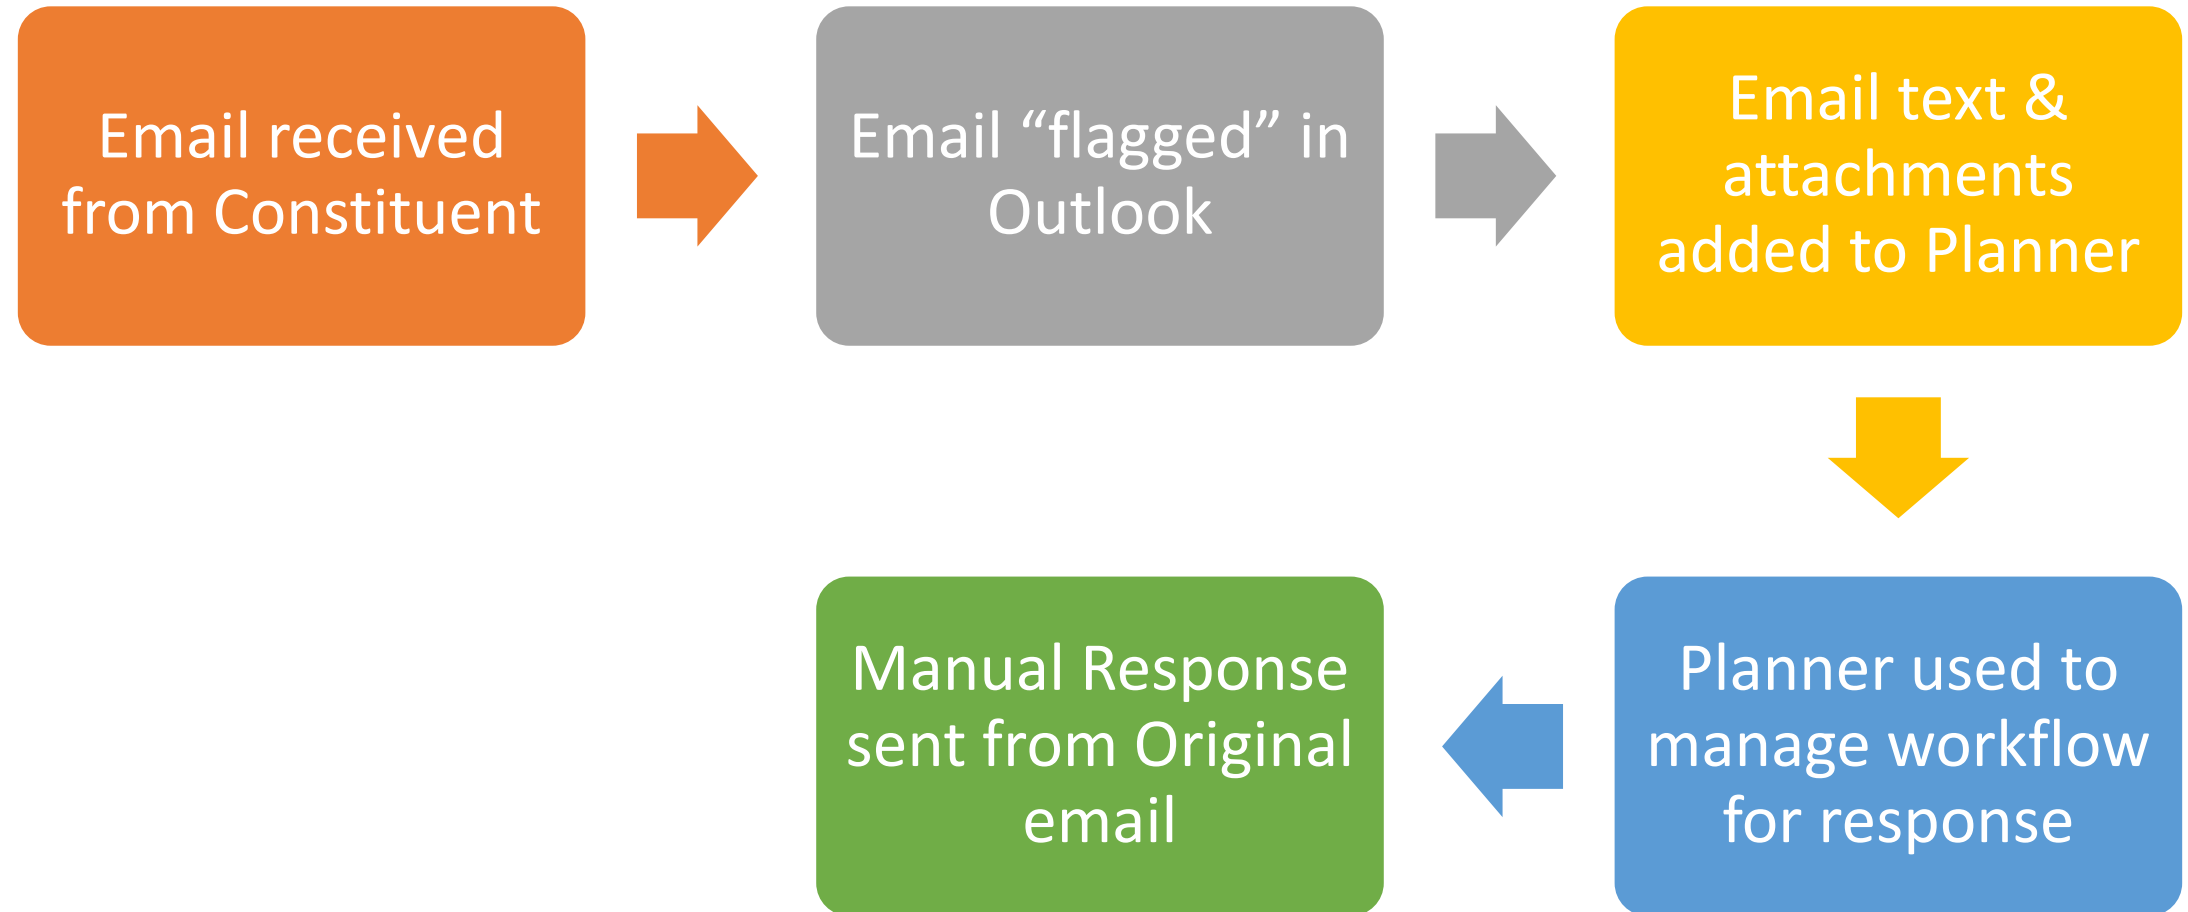 Email received
from Constituent
Email “flagged” in
Outlook
Email text &
attachments
added to Planner
Planner used to
manage workflow
for response
Manual Response
sent from Original
email